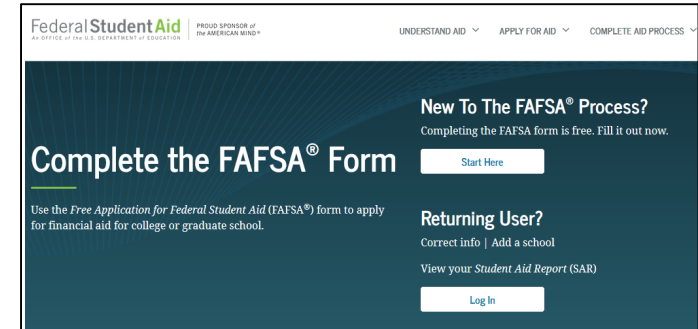 Federal Student Aid
An OFFICE of the U.S. DEPARTMENT of EDUCATION
PROUD SPONSOR of
the AMERICAN MIND®
UNDERSTAND AID
APPLY FOR AID
COMPLETE AID PROCESS
Complete the FAFSA® Form
Use the Free Application for Federal Student Aid (FAFSA®) form to apply
for financial aid for college or graduate school.
New To The FAFSA® Process?
Completing the FAFSA form is free. Fill it out now.
Start Here
Returning User?
Correct info | Add a school
View your Student Aid Report (SAR)
Log In